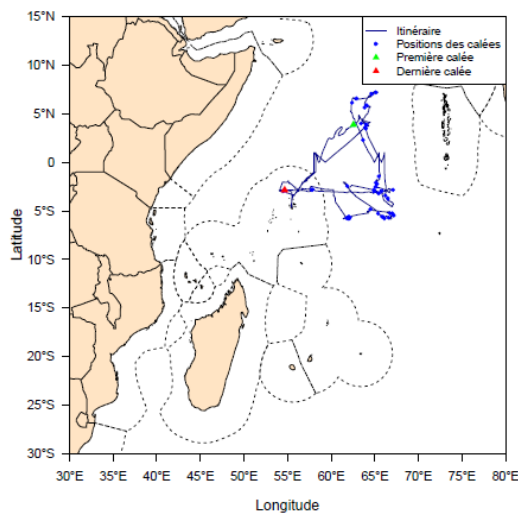 15°N
10°N
5°N
0
5°S
10°S
15°S
20°S
25°S
30°S
Latitude
Itinéraire
Positions des calées
Première calée
Dernière calée
30°E 35°E 40°E 45°E 50°E 55°E 60°E 65°E 70°E 75°E 80°E
Longitude